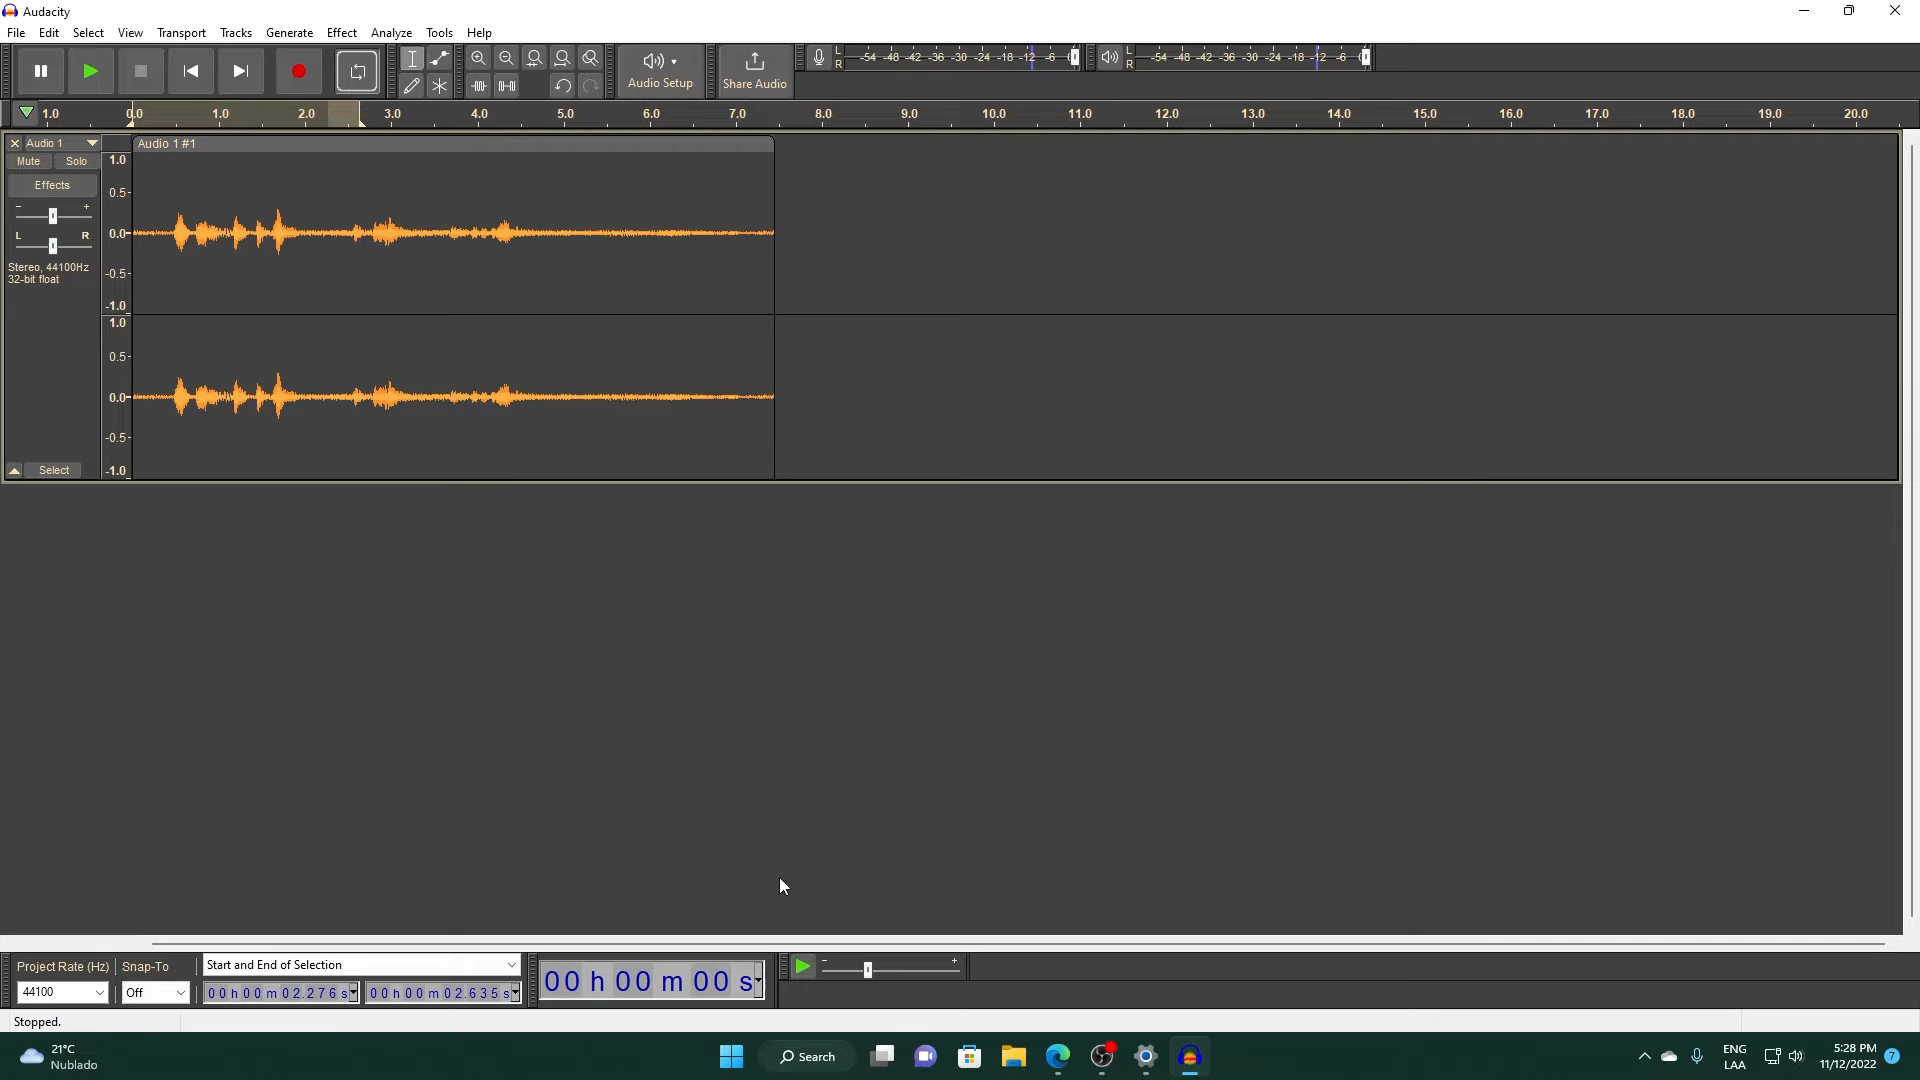 Audacity
File Edit Select View Transport Tracks Generate Effect Analyze Tools Help
Audio Setup
Share Audio
L
R
-54 -48 -42 -36 -30 -24 -18 -12 -6
L
R
-54 -48 -42 -36 -30 -24 -18 -12 -6
1.0 0.0 1.0 2.0 3.0 4.0 5.0 6.0 7.0 8.0 9.0 10.0 11.0 12.0 13.0 14.0 15.0 16.0 17.0 18.0 19.0 20.0
Audio 1
Audio 1 #1
Mute Solo
Effects
- +
L R
Stereo, 44100Hz
32-bit float
Select
1.0
0.5-
0.0-
-0.5-
-1.0
1.0
0.5-
0.0-
-0.5-
-1.0
Project Rate (Hz) Snap-To
Start and End of Selection
44100
Off
00 h 00 m 02.276 s
00 h 00 m 02.635 s
00 h 00 m 00 s
- +
Stopped.
21°C
Nublado
Search
ENG
LAA
5:28 PM
11/12/2022
7